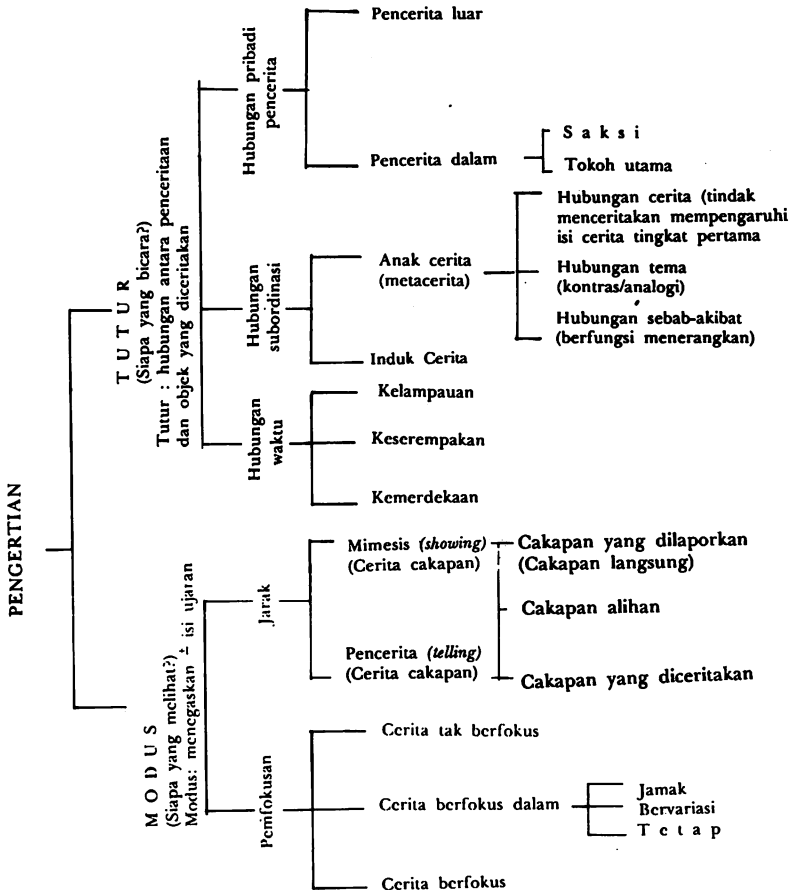 PENGERTIAN
T U T U R
(Siapa yang bicara?)
Tutur : hubungan antara penceritaan
dan objek yang diceritakan
Hubungan pribadi
pencerita
Pencerita luar
Pencerita dalam
S a k s i
Tokoh utama
Hubungan
subordinasi
Anak cerita
(metacerita)
Hubungan cerita (tindak
menceritakan mempengaruhi
isi cerita tingkat pertama
Hubungan tema
(kontras/analogi)
Hubungan sebab-akibat
(berfungsi menerangkan)
Induk Cerita
Hubungan
waktu
Kelampauan
Keserempakan
Kemerdekaan
M O D U S
(Siapa yang melihat?)
Modus: menegaskan ± isi ujaran
Jarak
Mimesis (showing)
(Cerita cakapan)
Pencerita (telling)
(Cerita cakapan)
Cakapan yang dilaporkan
(Cakapan langsung)
Cakapan alihan
Cakapan yang diceritakan
Pemfokusan
Cerita tak berfokus
Cerita berfokus dalam
Jamak
Bervariasi
T e t a p
Cerita berfokus